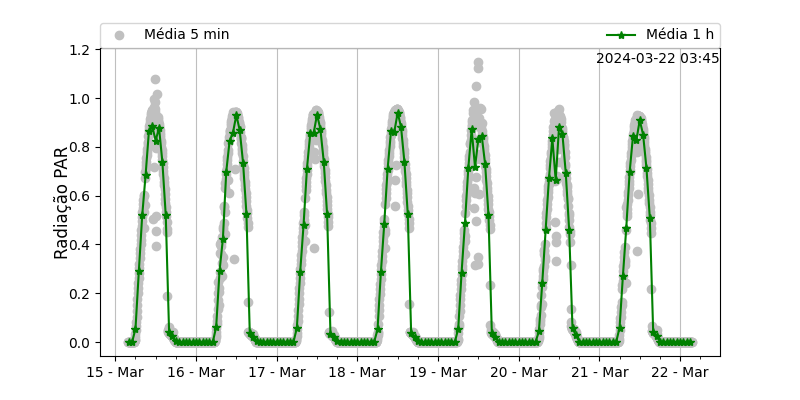 Média 5 min
Média 1 h
2024-03-22 03:45
Radiação PAR
1.2
1.0
0.8
0.6
0.4
0.2
0.0
15 - Mar
16 - Mar
17 - Mar
18 - Mar
19 - Mar
20 - Mar
21 - Mar
22 - Mar